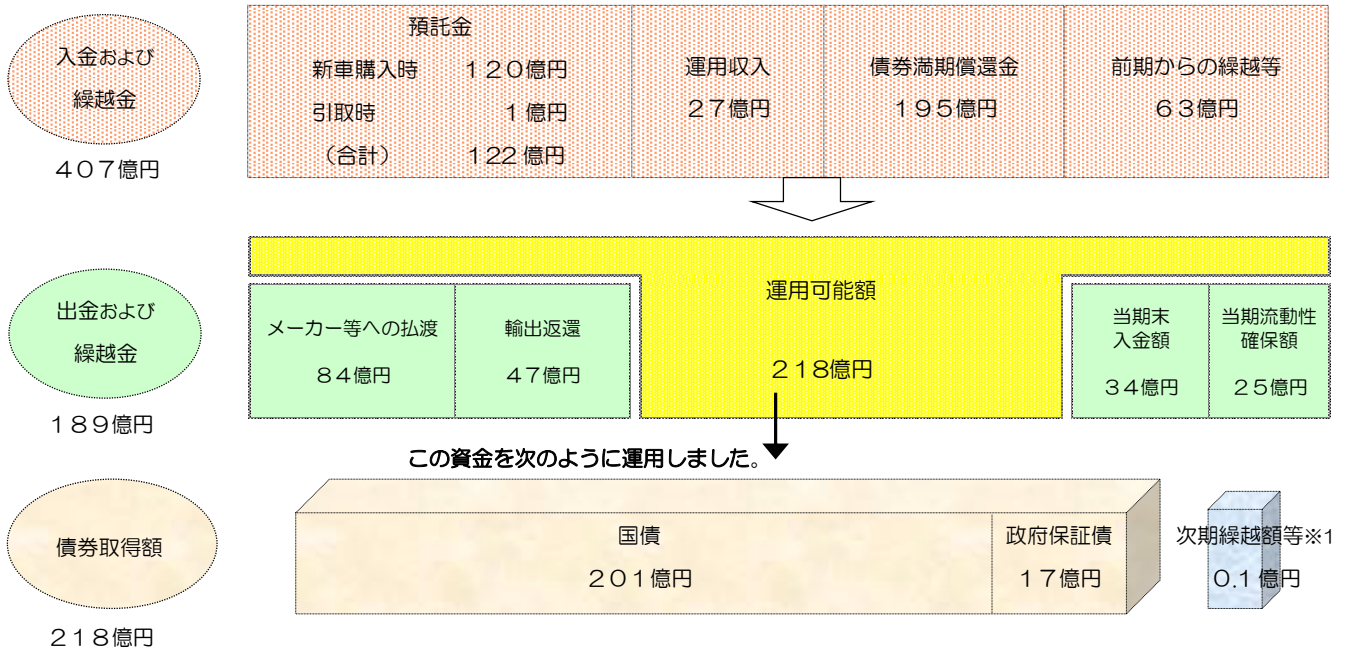 入金および
繰越金
407億円
預託金
新車購入時 120億円
引取時 1億円
(合計) 122億円
運用収入
27億円
債券満期償還金
195億円
前期からの繰越等
63億円
出金および
繰越金
189億円
メーカー等への払渡
84億円
輸出返還
47億円
運用可能額
218億円
当期末
入金額
34億円
当期流動性
確保額
25億円
この資金を次のように運用しました。
債券取得額
218億円
国債
201億円
政府保証債
17億円
次期繰越額等※1
0.1億円